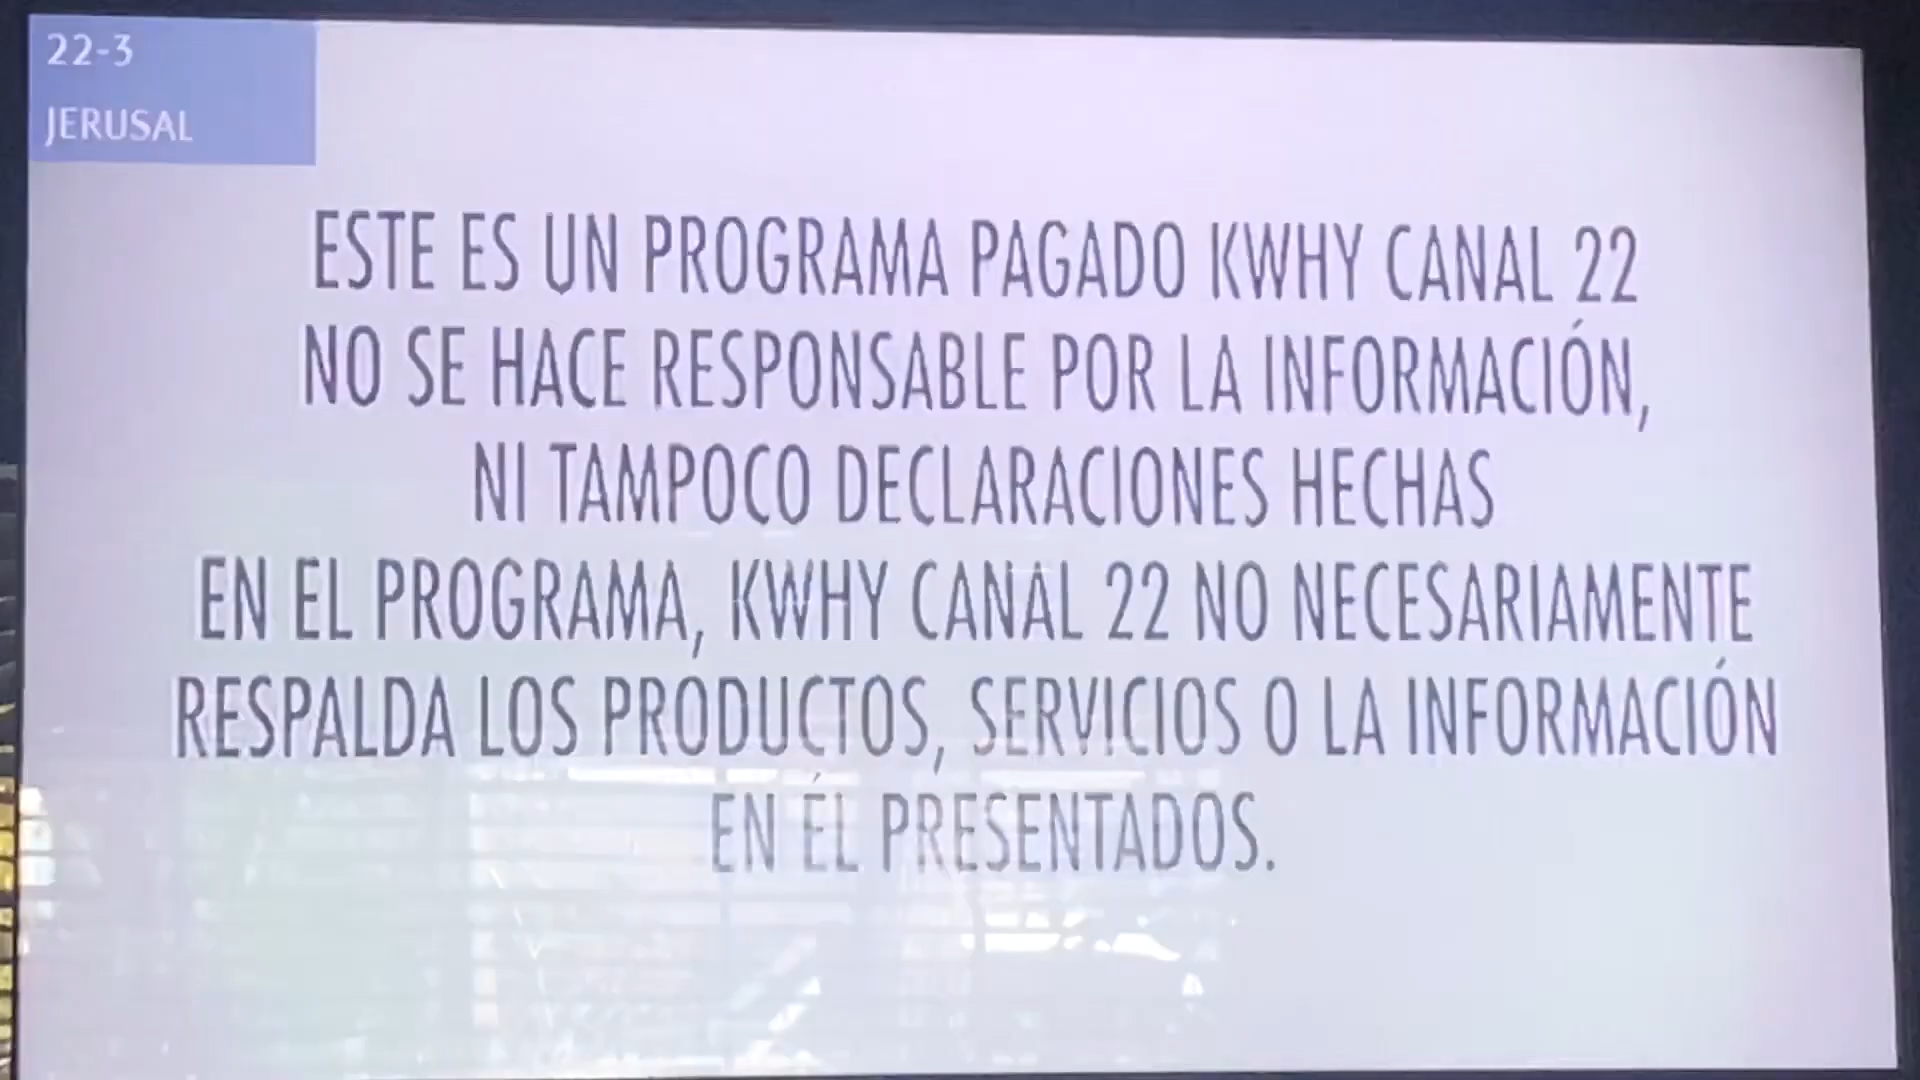 22-3
JERUSAL
ESTE ES UN PROGRAMA PAGADO KWHY CANAL 22
NO SE HACE RESPONSABLE POR LA INFORMACIÓN,
NI TAMPOCO DECLARACIONES HECHAS
EN EL PROGRAMA, KWHY CANAL 22 NO NECESARIAMENTE
RESPALDA LOS PRODUCTOS, SERVICIOS O LA INFORMACIÓN
EN ÉL PRESENTADOS.